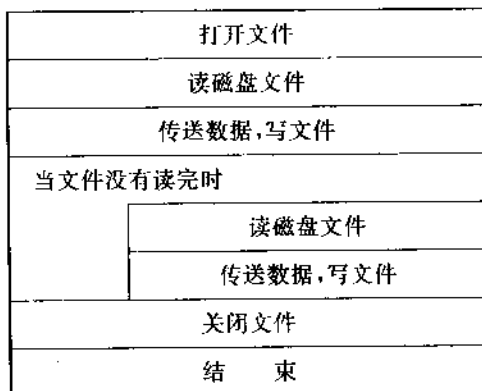 打开文件
读磁盘文件
传送数据,写文件
当文件没有读完时
读磁盘文件
传送数据,写文件
关闭文件
结 束